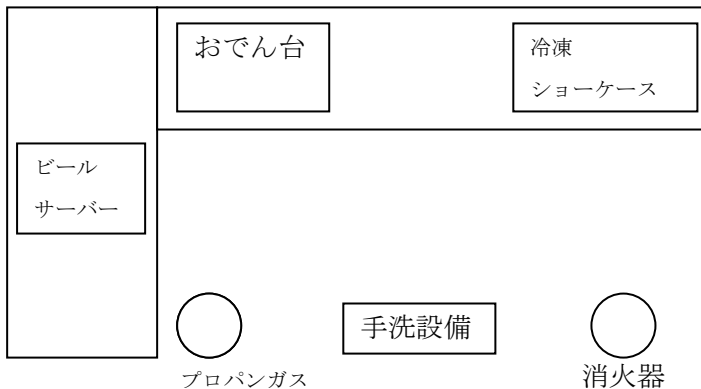 おでん台
冷凍
ショーケース
ビール
サーバー
手洗設備
プロパンガス
消火器